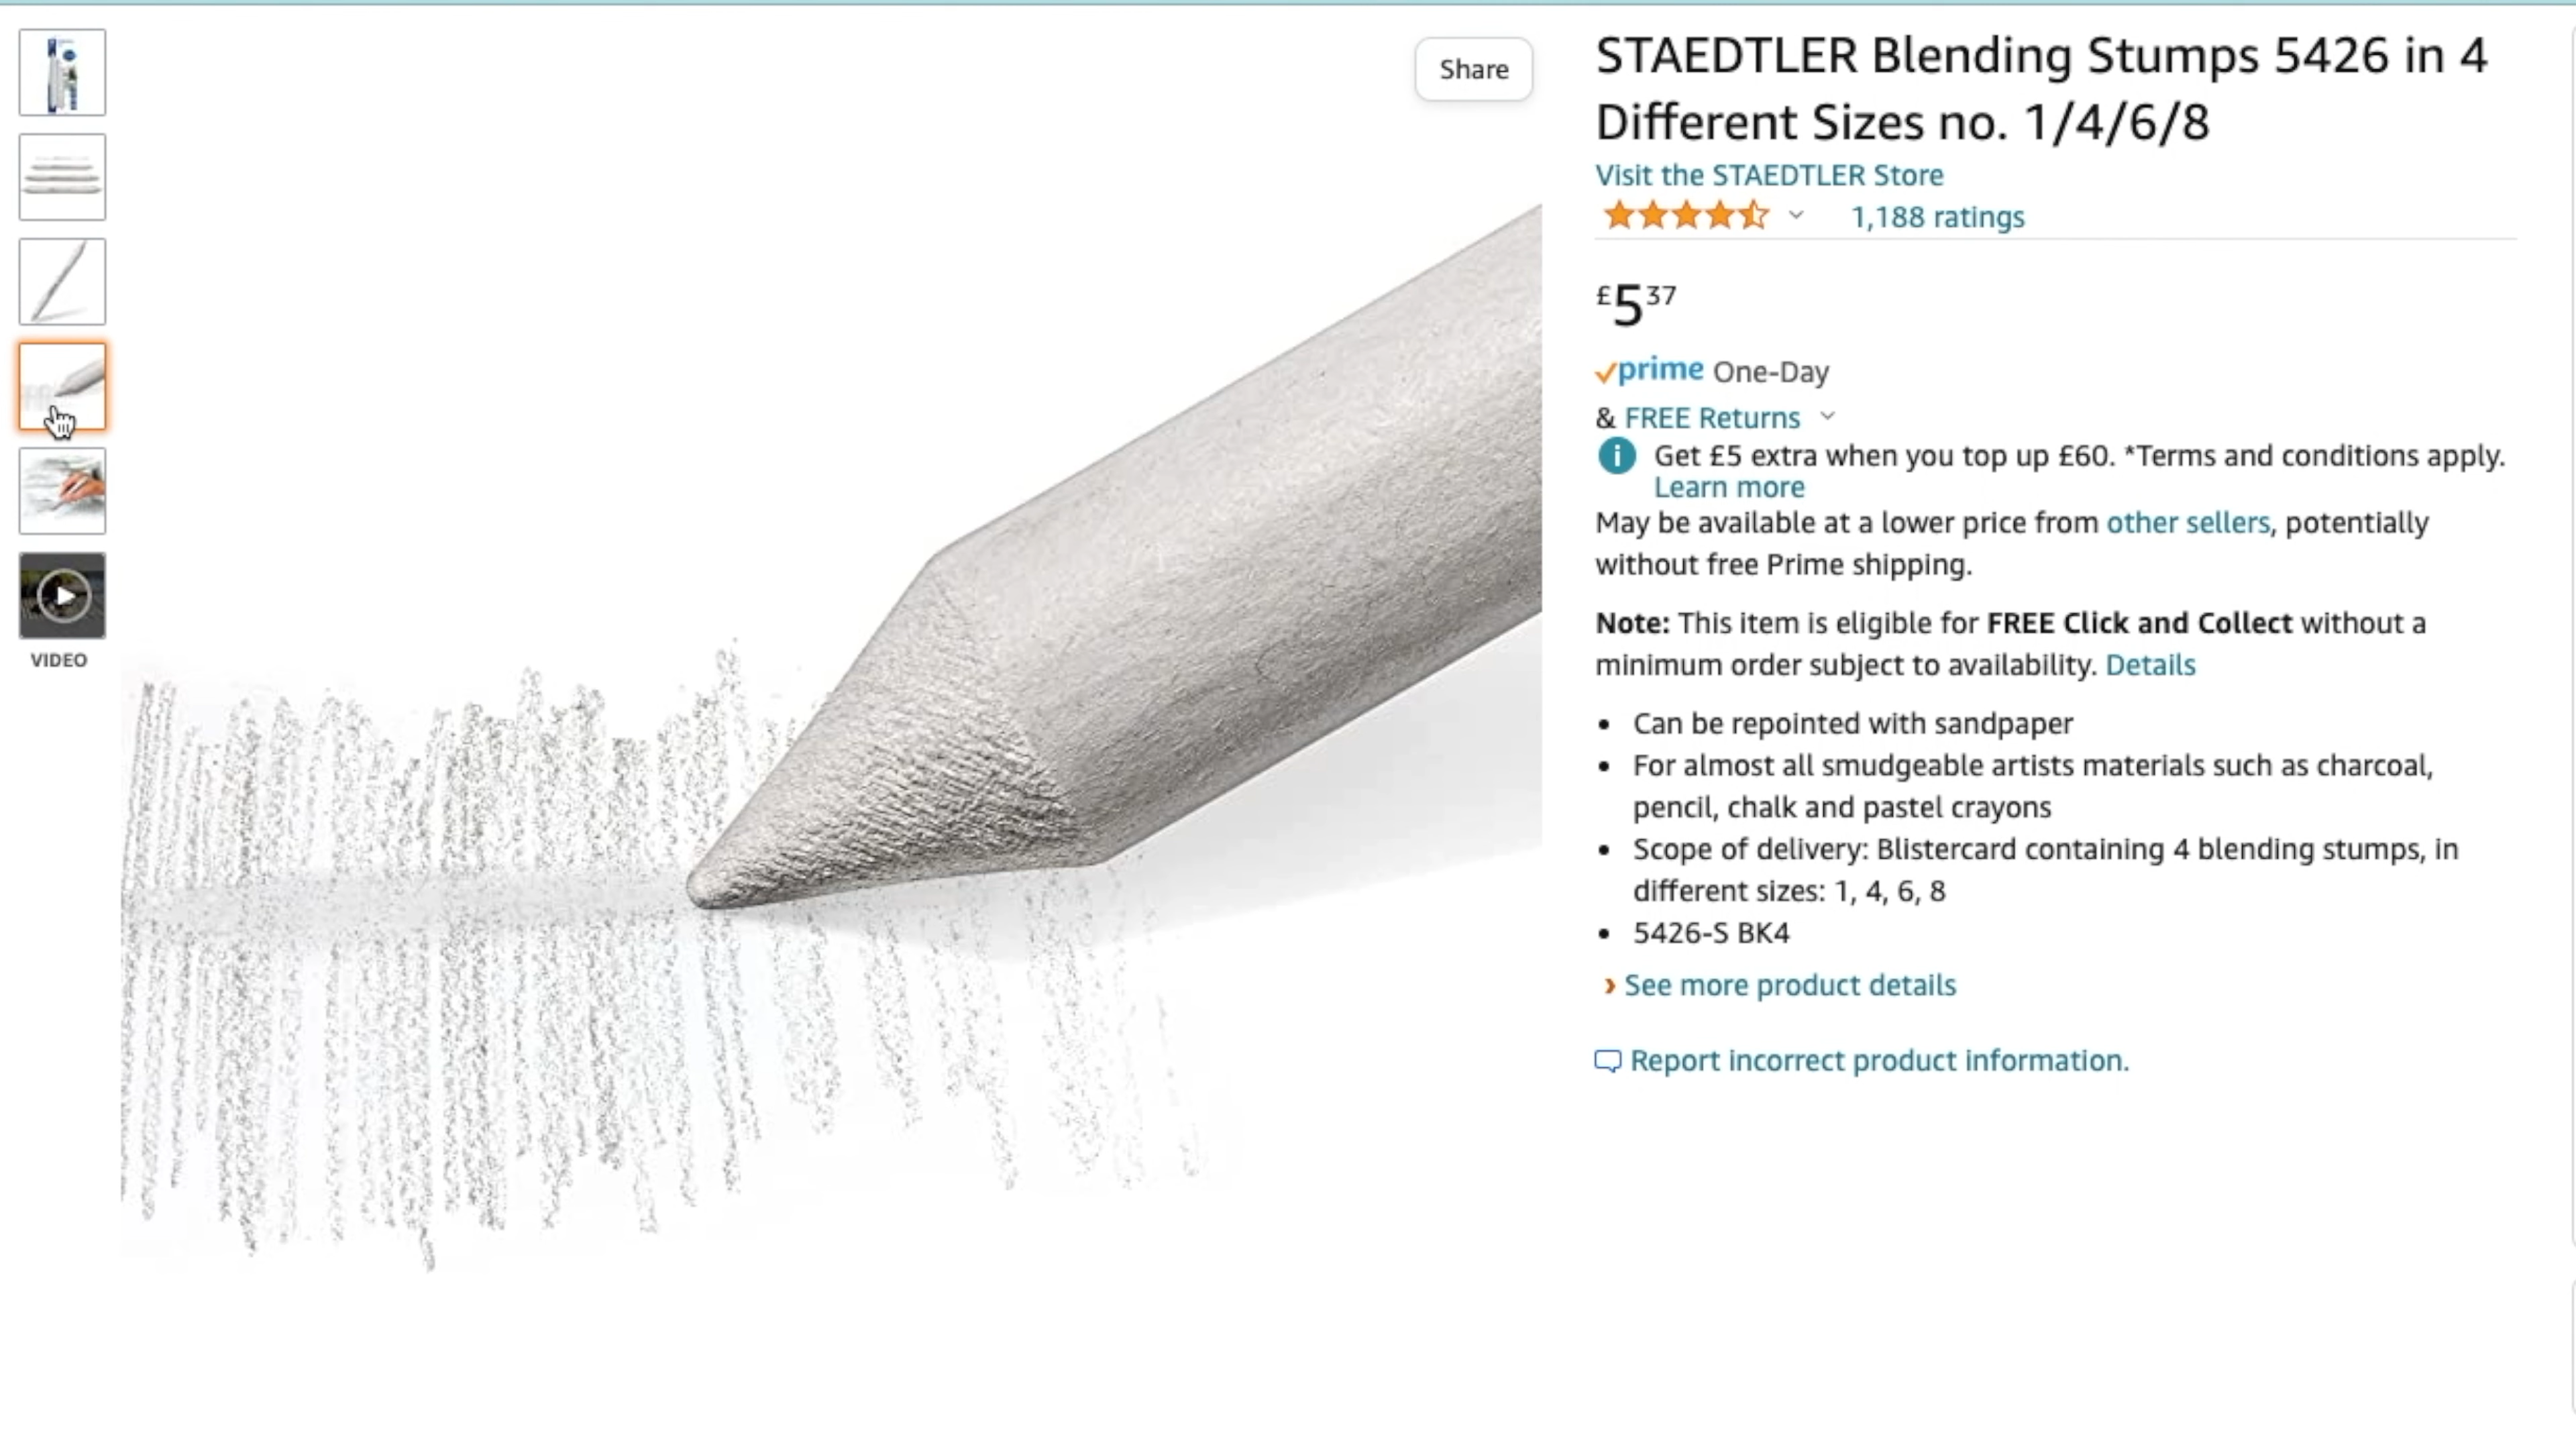 Share
VIDEO
STAEDTLER Blending Stumps 5426 in 4
Different Sizes no. 1/4/6/8
Visit the STAEDTLER Store
1,188 ratings
£5 37
prime One-Day
& FREE Returns
Get £5 extra when you top up £60. *Terms and conditions apply.
Learn more
May be available at a lower price from other sellers, potentially
without free Prime shipping.
Note: This item is eligible for FREE Click and Collect without a
minimum order subject to availability. Details
• Can be repointed with sandpaper
• For almost all smudgeable artists materials such as charcoal,
pencil, chalk and pastel crayons
• Scope of delivery: Blistercard containing 4 blending stumps, in
different sizes: 1, 4, 6, 8
• 5426-S BK4
› See more product details
Report incorrect product information.